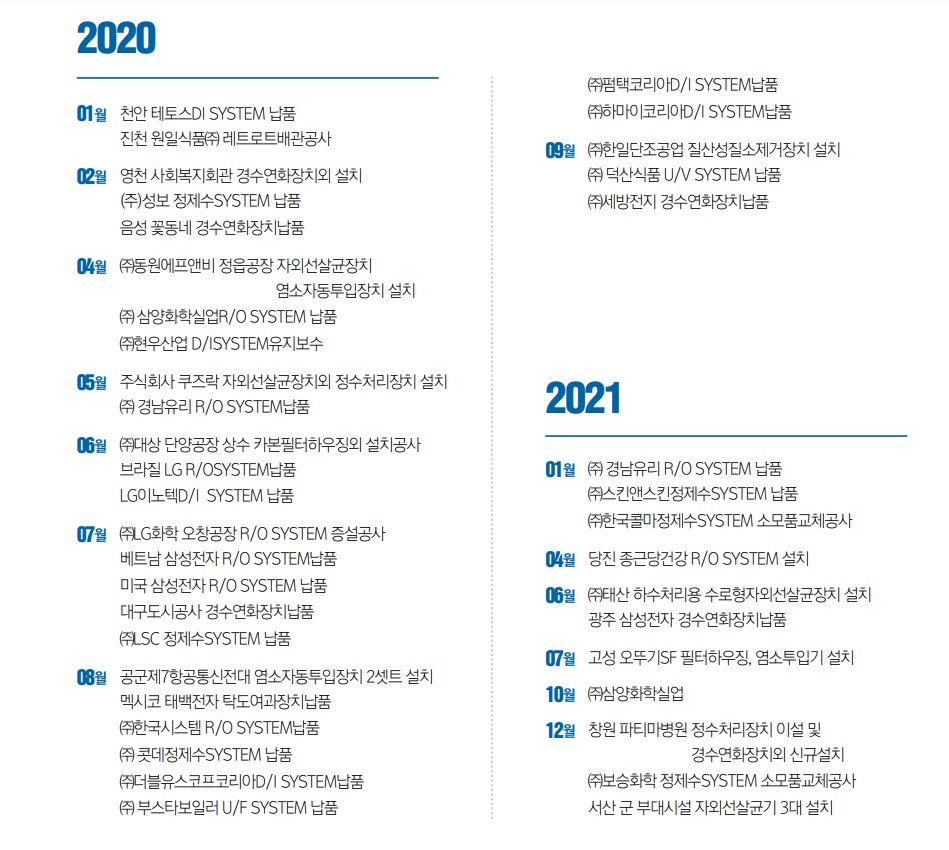 2020
01월 천안 테토스DI SYSTEM 납품
진천 원일식품㈜ 레트로트배관공사
02월 영천 사회복지회관 경수연화장치외 설치
(주)성보 정제수SYSTEM 납품
음성 꽃동네 경수연화장치납품
04월 ㈜동원에프앤비 정읍공장 자외선살균장치
염소자동투입장치 설치
㈜ 삼양화학실업R/O SYSTEM 납품
㈜현우산업 D/ISYSTEM유지보수
05월 주식회사 쿠즈락 자외선살균장치외 정수처리장치 설치
㈜ 경남유리 R/O SYSTEM납품
06월 ㈜대상 단양공장 상수 카본필터하우징외 설치공사
브라질 LG R/OSYSTEM납품
LG이노텍D/I SYSTEM 납품
07월 ㈜LG화학 오창공장 R/O SYSTEM 증설공사
베트남 삼성전자 R/O SYSTEM납품
미국 삼성전자 R/O SYSTEM 납품
대구도시공사 경수연화장치납품
㈜LSC 정제수SYSTEM 납품
08월 공군제7항공통신전대 염소자동투입장치 2셋트 설치
멕시코 태백전자 탁도여과장치납품
㈜한국시스템 R/O SYSTEM납품
㈜ 콧데정제수SYSTEM 납품
㈜더블유스코프코리아D/I SYSTEM납품
㈜ 부스타보일러 U/F SYSTEM 납품
㈜펌택코리아D/I SYSTEM납품
㈜하마이코리아D/I SYSTEM납품
09월 ㈜한일단조공업 질산성질소제거장치 설치
㈜ 덕산식품 U/V SYSTEM 납품
㈜세방전지 경수연화장치납품
2021
01월 ㈜ 경남유리 R/O SYSTEM 납품
㈜스킨앤스킨정제수SYSTEM 납품
㈜한국콜마정제수SYSTEM 소모품교체공사
04월 당진 종근당건강 R/O SYSTEM 설치
06월 ㈜태산 하수처리용 수로형자외선살균장치 설치
광주 삼성전자 경수연화장치납품
07월 고성 오뚜기SF 필터하우징, 염소투입기 설치
10월 ㈜삼양화학실업
12월 창원 파티마병원 정수처리장치 이설 및
경수연화장치외 신규설치
㈜보승화학 정제수SYSTEM 소모품교체공사
서산 군 부대시설 자외선살균기 3대 설치